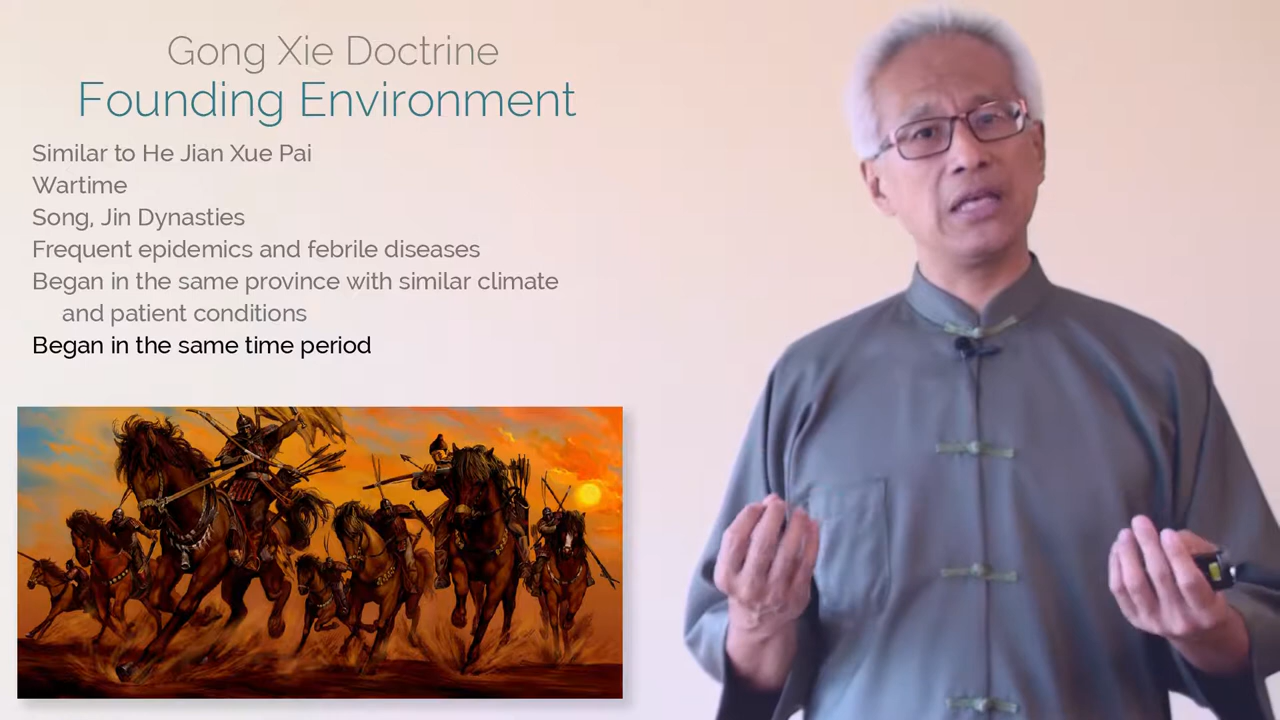 Gong Xie Doctrine
Founding Environment
Similar to He Jian Xue Pai
Wartime
Song, Jin Dynasties
Frequent epidemics and febrile diseases
Began in the same province with similar climate
and patient conditions
Began in the same time period